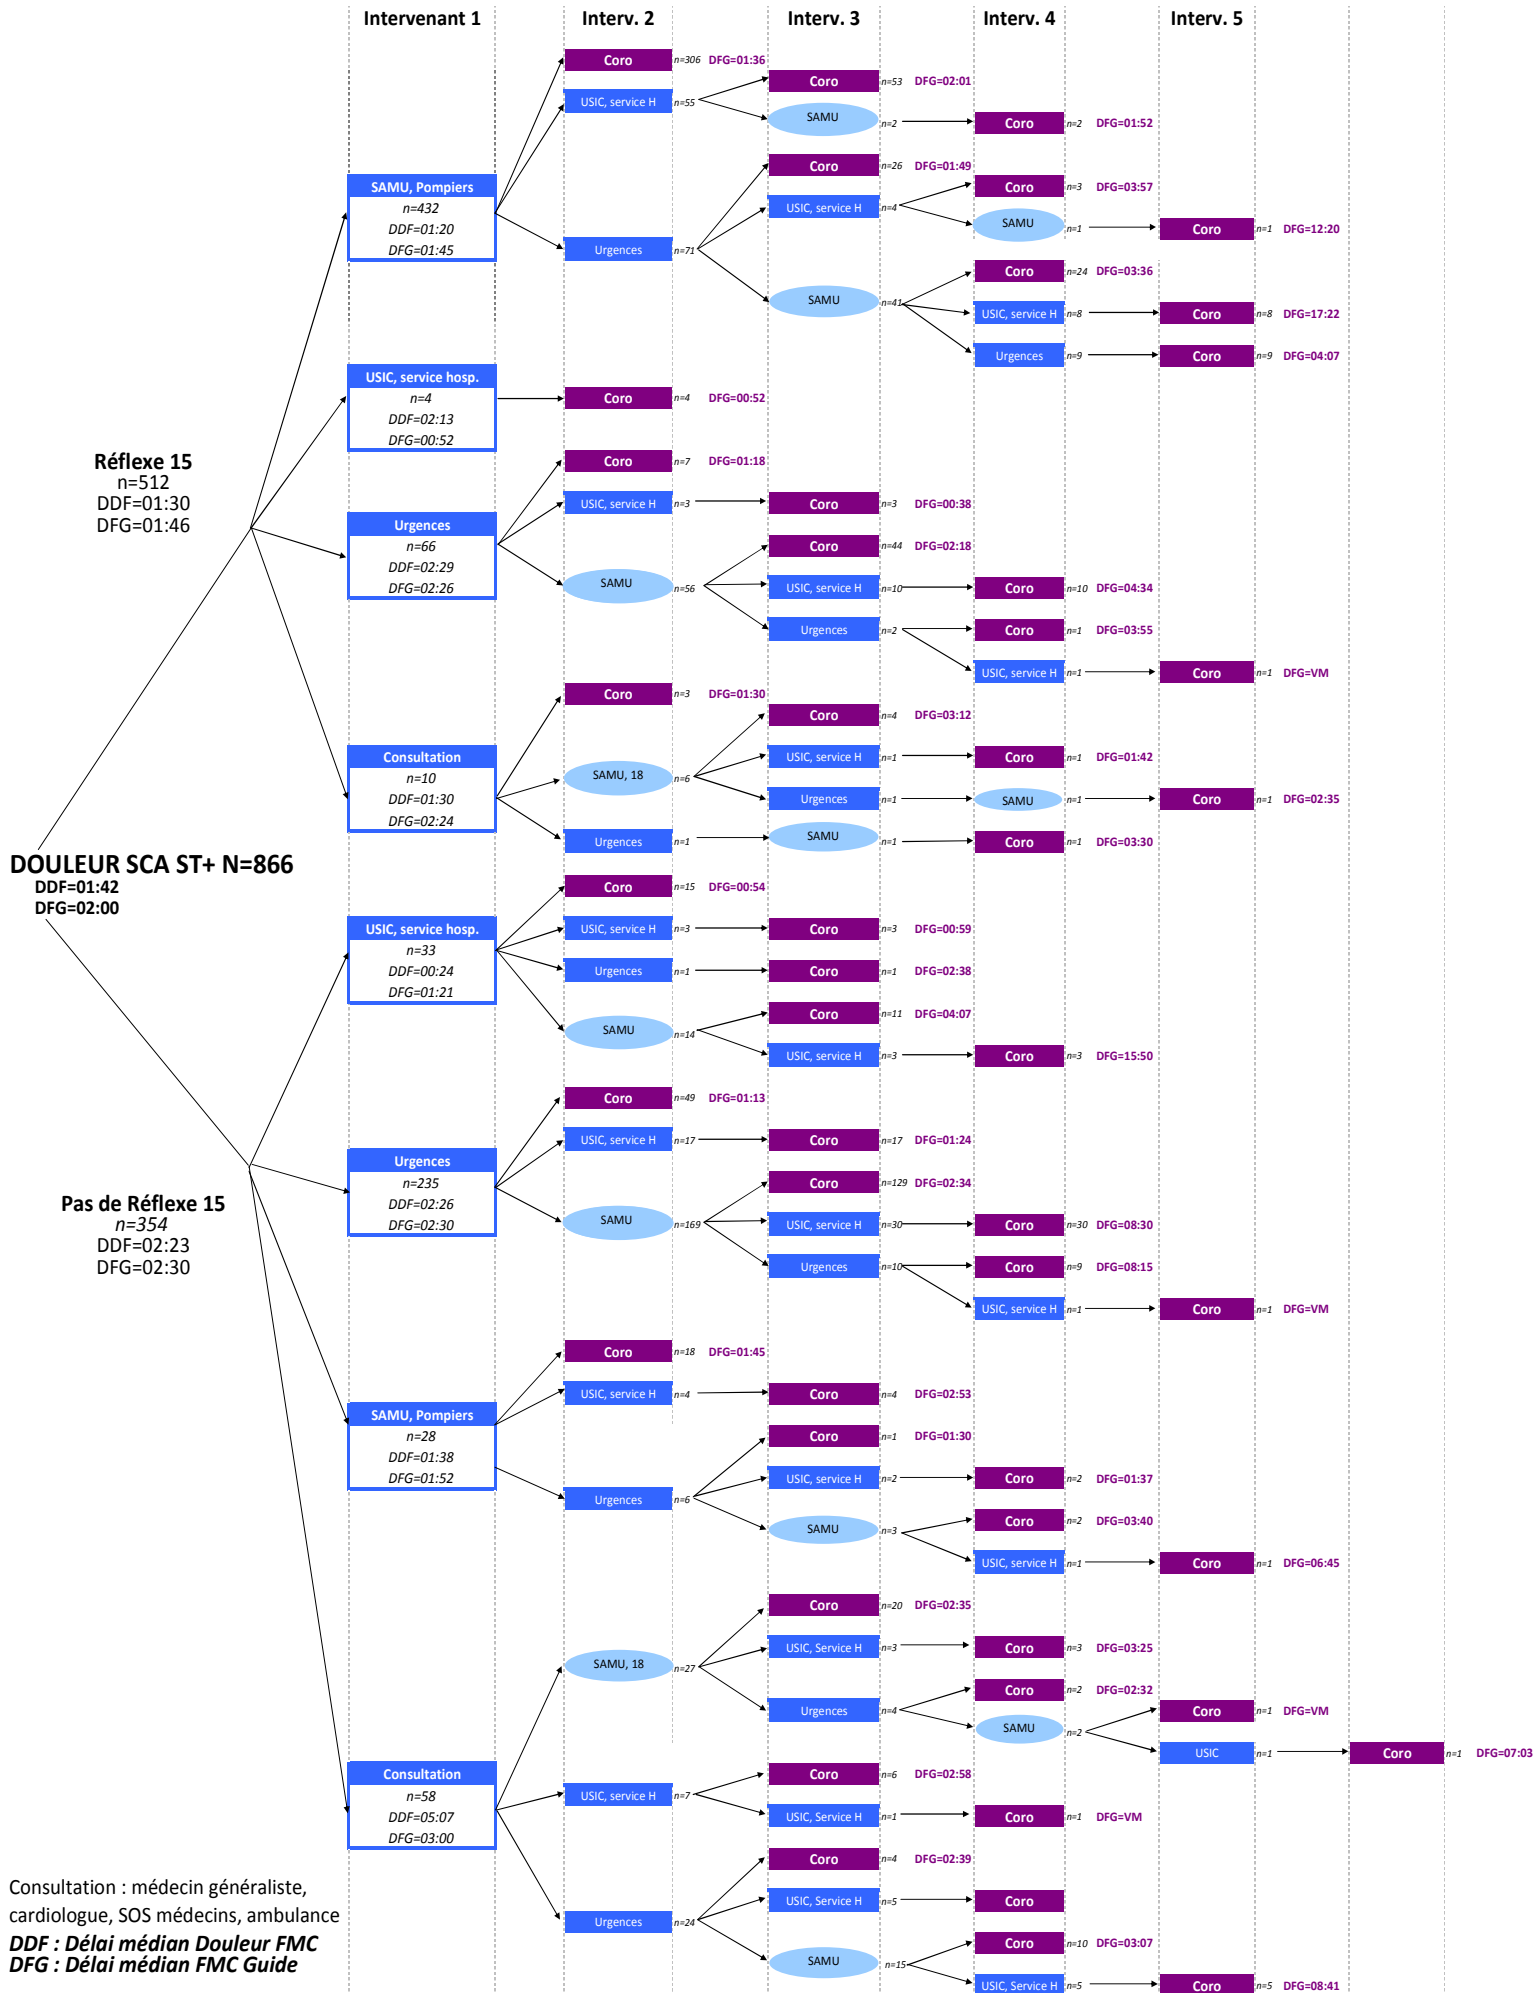 Intervenant 1
Interv. 2
Interv. 3
Interv. 4
Interv. 5
Coro n=306 DFG=01:36
USIC, service H n=55
Coro n=53 DFG=02:01
SAMU n=2
Coro n=2 DFG=01:52
SAMU, Pompiers
n=432
DDF=01:20
DFG=01:45
Urgences n=71
Coro n=26 DFG=01:49
USIC, service H n=4
Coro n=3 DFG=03:57
SAMU n=1
Coro n=1 DFG=12:20
SAMU n=41
Coro n=24 DFG=03:36
USIC, service H n=8
Coro n=8 DFG=17:22
Urgences n=9
Coro n=9 DFG=04:07
Réflexe 15
n=512
DDF=01:30
DFG=01:46
USIC, service hosp.
n=4
DDF=02:13
DFG=00:52
Coro n=4 DFG=00:52
Urgences
n=66
DDF=02:29
DFG=02:26
Coro n=7 DFG=01:18
USIC, service H n=3
Coro n=3 DFG=00:38
SAMU n=56
Coro n=44 DFG=02:18
USIC, service H n=10
Coro n=10 DFG=04:34
Urgences n=2
Coro n=1 DFG=03:55
USIC, service H n=1
Coro n=1 DFG=VM
Consultation
n=10
DDF=01:30
DFG=02:24
Coro n=3 DFG=01:30
SAMU, 18 n=6
Coro n=4 DFG=03:12
USIC, service H n=1
Coro n=1 DFG=01:42
Urgences n=1
SAMU n=1
Coro n=1 DFG=02:35
Urgences n=1
SAMU n=1
Coro n=1 DFG=03:30
DOULEUR SCA ST+ N=866
DDF=01:42
DFG=02:00
USIC, service hosp.
n=33
DDF=00:24
DFG=01:21
Coro n=15 DFG=00:54
USIC, service H n=3
Coro n=3 DFG=00:59
Urgences n=1
Coro n=1 DFG=02:38
SAMU n=14
Coro n=11 DFG=04:07
USIC, service H n=3
Coro n=3 DFG=15:50
Pas de Réflexe 15
n=354
DDF=02:23
DFG=02:30
Urgences
n=235
DDF=02:26
DFG=02:30
Coro n=49 DFG=01:13
USIC, service H n=17
Coro n=17 DFG=01:24
SAMU n=169
Coro n=129 DFG=02:34
USIC, service H n=30
Coro n=30 DFG=08:30
Urgences n=10
Coro n=9 DFG=08:15
USIC, service H n=1
Coro n=1 DFG=VM
SAMU, Pompiers
n=28
DDF=01:38
DFG=01:52
Coro n=18 DFG=01:45
USIC, service H n=4
Coro n=4 DFG=02:53
Urgences n=6
Coro n=1 DFG=01:30
USIC, service H n=2
Coro n=2 DFG=01:37
SAMU n=3
Coro n=2 DFG=03:40
USIC, service H n=1
Coro n=1 DFG=06:45
Consultation
n=58
DDF=05:07
DFG=03:00
SAMU, 18 n=27
Coro n=20 DFG=02:35
USIC, Service H n=3
Coro n=3 DFG=03:25
Urgences n=4
Coro n=2 DFG=02:32
SAMU n=2
Coro n=1 DFG=VM
USIC n=1
Coro n=1 DFG=07:03
USIC, service H n=7
Coro n=6 DFG=02:58
USIC, Service H n=1
Coro n=1 DFG=VM
Urgences n=24
Coro n=4 DFG=02:39
USIC, Service H n=5
Coro
SAMU n=15
Coro n=10 DFG=03:07
USIC, Service H n=5
Coro n=5 DFG=08:41
Consultation : médecin généraliste,
cardiologue, SOS médecins, ambulance
DDF : Délai médian Douleur FMC
DFG : Délai médian FMC Guide